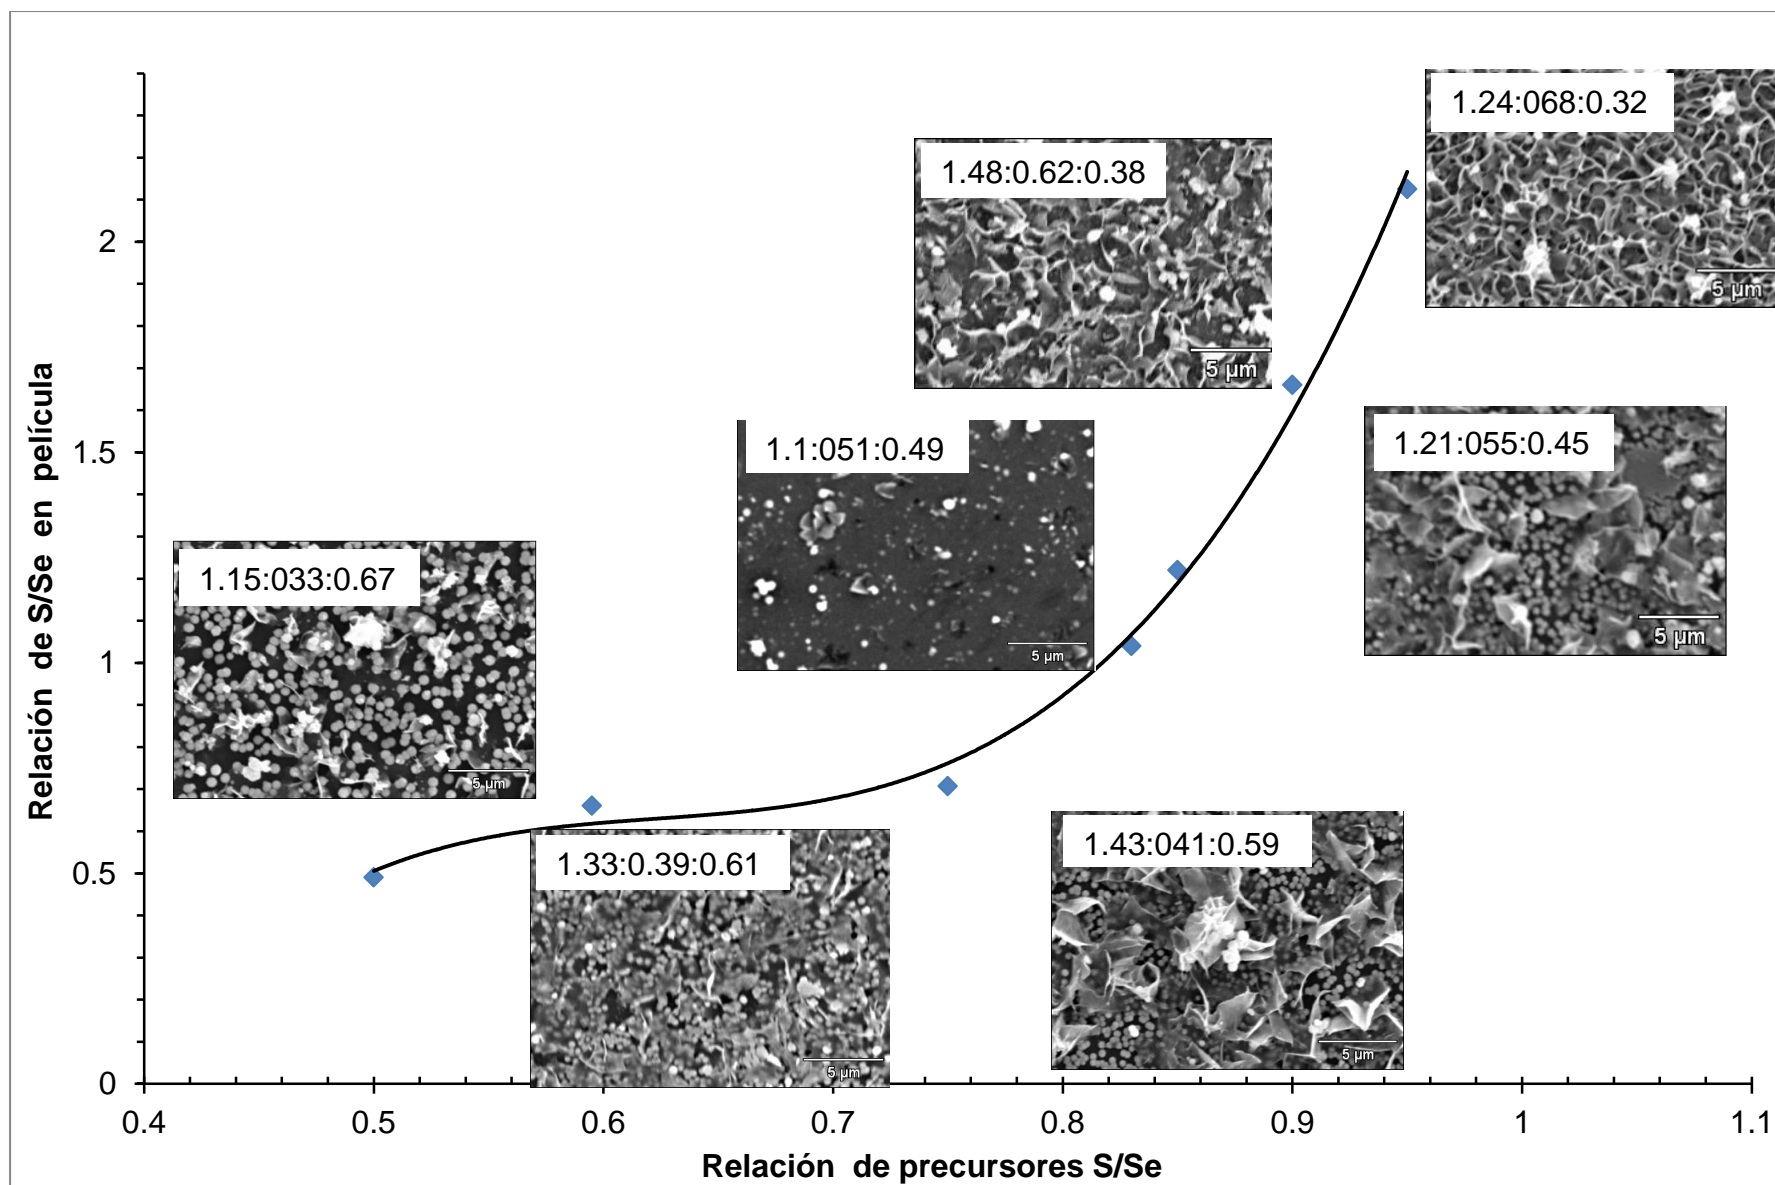 Relación de S/Se en película
2
1.5
1
0.5
0
1.24:068:0.32
5 µm
1.48:0.62:0.38
5 µm
1.21:055:0.45
5 µm
1.1:051:0.49
5 µm
1.15:033:0.67
5 µm
1.33:0.39:0.61
5 µm
1.43:041:0.59
5 µm
0.4 0.5 0.6 0.7 0.8 0.9 1 1.1
Relación de precursores S/Se